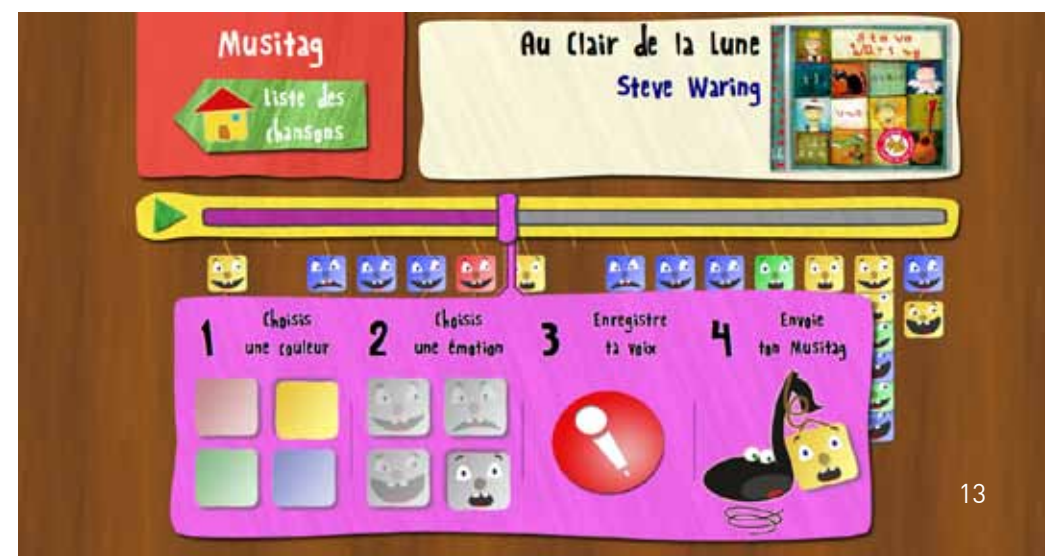 Musitag
liste des
chansons
Au Clair de la Lune
Steve Waring
1
Choisis
une couleur
2
Choisis
une émotion
3
Enregistre
ta voix
4
Envoie
ton Musitag
13